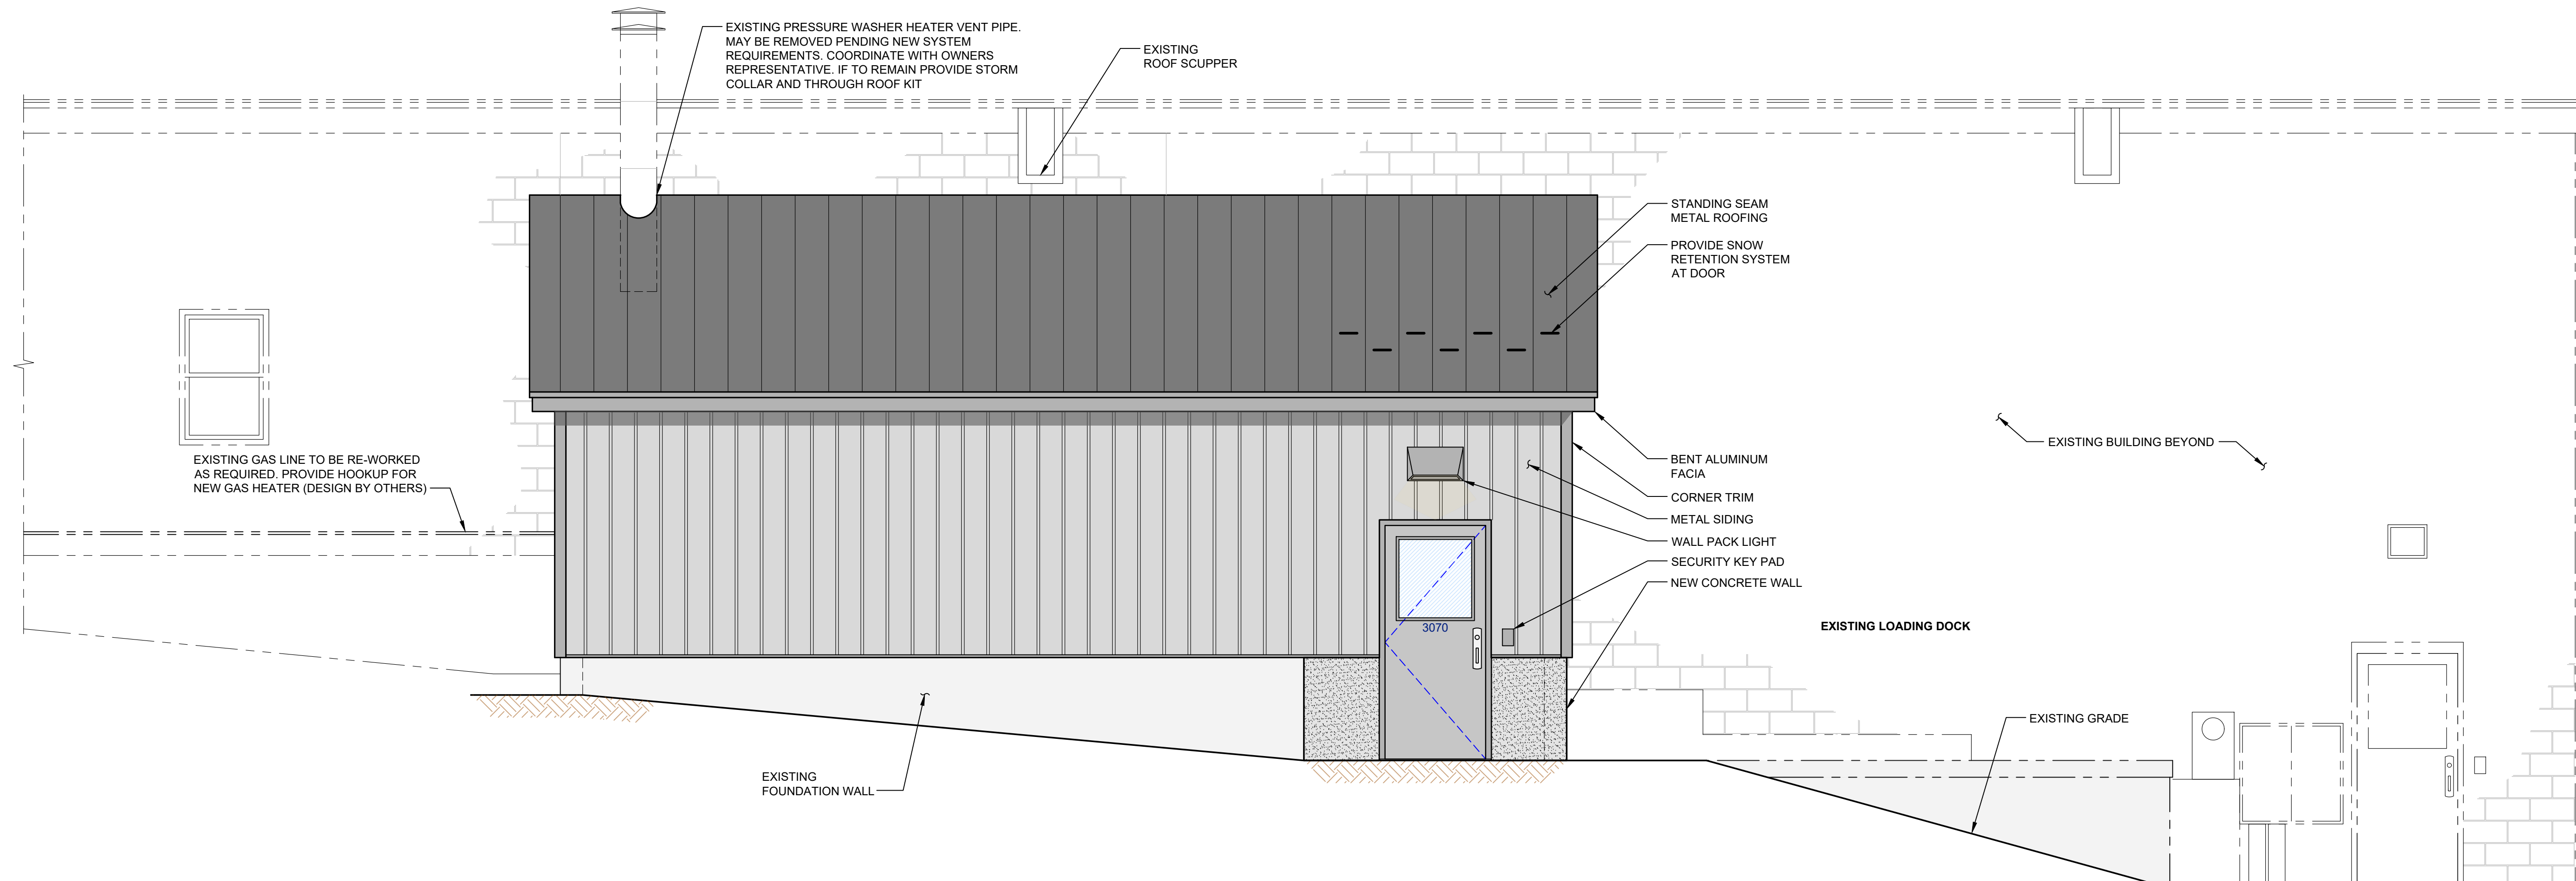 EXISTING PRESSURE WASHER HEATER VENT PIPE.
MAY BE REMOVED PENDING NEW SYSTEM
REQUIREMENTS. COORDINATE WITH OWNERS
REPRESENTATIVE. IF TO REMAIN PROVIDE STORM
COLLAR AND THROUGH ROOF KIT
EXISTING
ROOF SCUPPER
STANDING SEAM
METAL ROOFING
PROVIDE SNOW
RETENTION SYSTEM
AT DOOR
EXISTING GAS LINE TO BE RE-WORKED
AS REQUIRED. PROVIDE HOOKUP FOR
NEW GAS HEATER (DESIGN BY OTHERS)
BENT ALUMINUM
FACIA
CORNER TRIM
METAL SIDING
WALL PACK LIGHT
SECURITY KEY PAD
NEW CONCRETE WALL
EXISTING BUILDING BEYOND
3070
EXISTING LOADING DOCK
EXISTING GRADE
EXISTING
FOUNDATION WALL